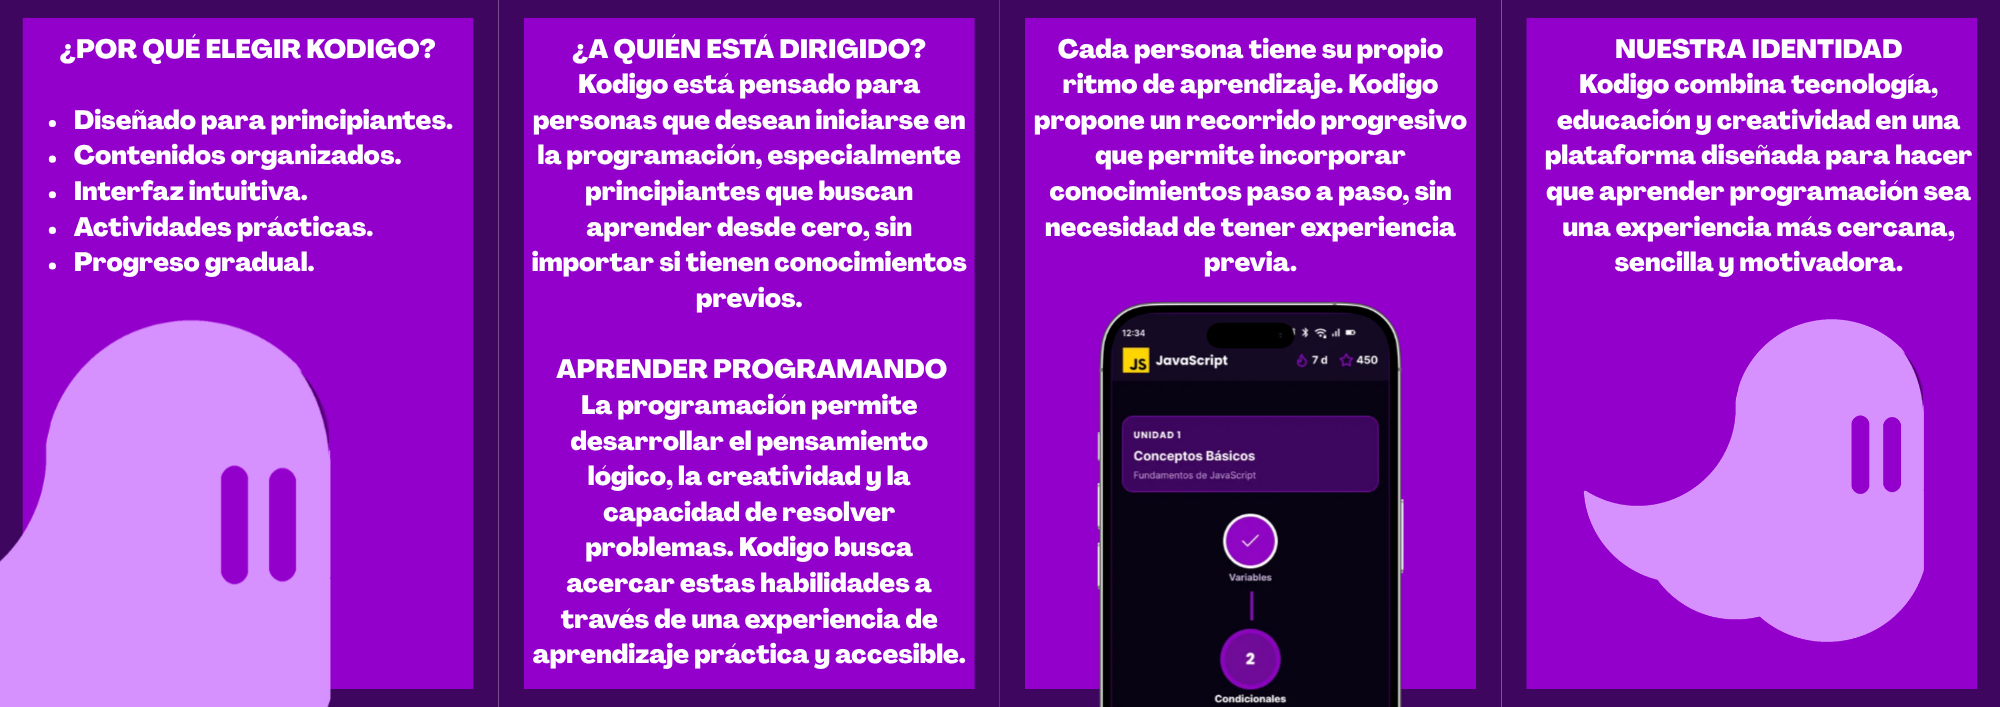 ¿POR QUÉ ELEGIR KODIGO?
• Diseñado para principiantes.
• Contenidos organizados.
• Interfaz intuitiva.
• Actividades prácticas.
• Progreso gradual.
¿A QUIÉN ESTÁ DIRIGIDO?
Kodigo está pensado para
personas que desean iniciarse en
la programación, especialmente
principiantes que buscan
aprender desde cero, sin
importar si tienen conocimientos
previos.
APRENDER PROGRAMANDO
La programación permite
desarrollar el pensamiento
lógico, la creatividad y la
capacidad de resolver
problemas. Kodigo busca
acercar estas habilidades a
través de una experiencia de
aprendizaje práctica y accesible.
Cada persona tiene su propio
ritmo de aprendizaje. Kodigo
propone un recorrido progresivo
que permite incorporar
conocimientos paso a paso, sin
necesidad de tener experiencia
previa.
12:34
JS JavaScript 7 d 450
UNIDAD 1
Conceptos Básicos
Fundamentos de JavaScript
Variables
2
Condicionales
NUESTRA IDENTIDAD
Kodigo combina tecnología,
educación y creatividad en una
plataforma diseñada para hacer
que aprender programación sea
una experiencia más cercana,
sencilla y motivadora.